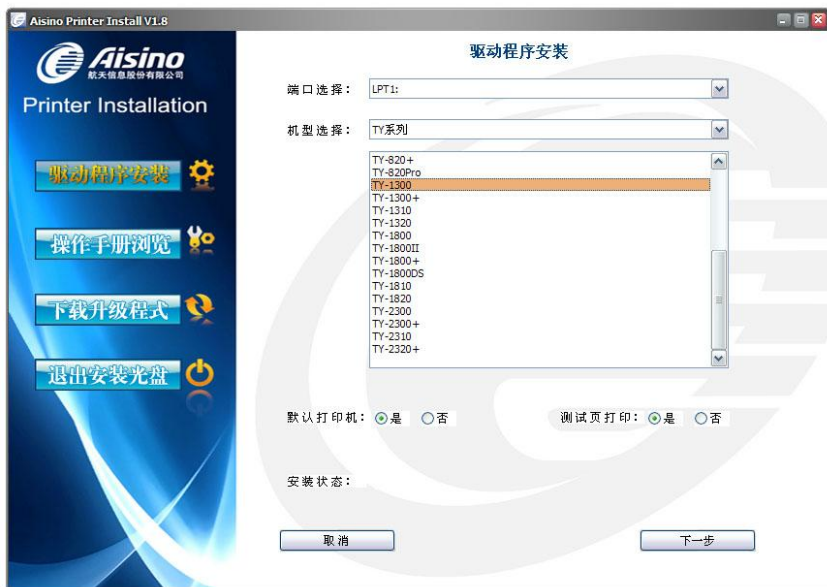 Aisino Printer Install V1.8
Aisino
航天信息股份有限公司
Printer Installation
驱动程序安装
操作手册浏览
下载升级程式
退出安装光盘
驱动程序安装
端口选择： LPT1:
机型选择： TY系列
TY-820+
TY-820Pro
TY-1300
TY-1300+
TY-1310
TY-1320
TY-1800
TY-1800II
TY-1800+
TY-1800DS
TY-1810
TY-1820
TY-2300
TY-2300+
TY-2310
TY-2320+
默认打印机： 是 否 测试页打印： 是 否
安装状态：
取消 下一步